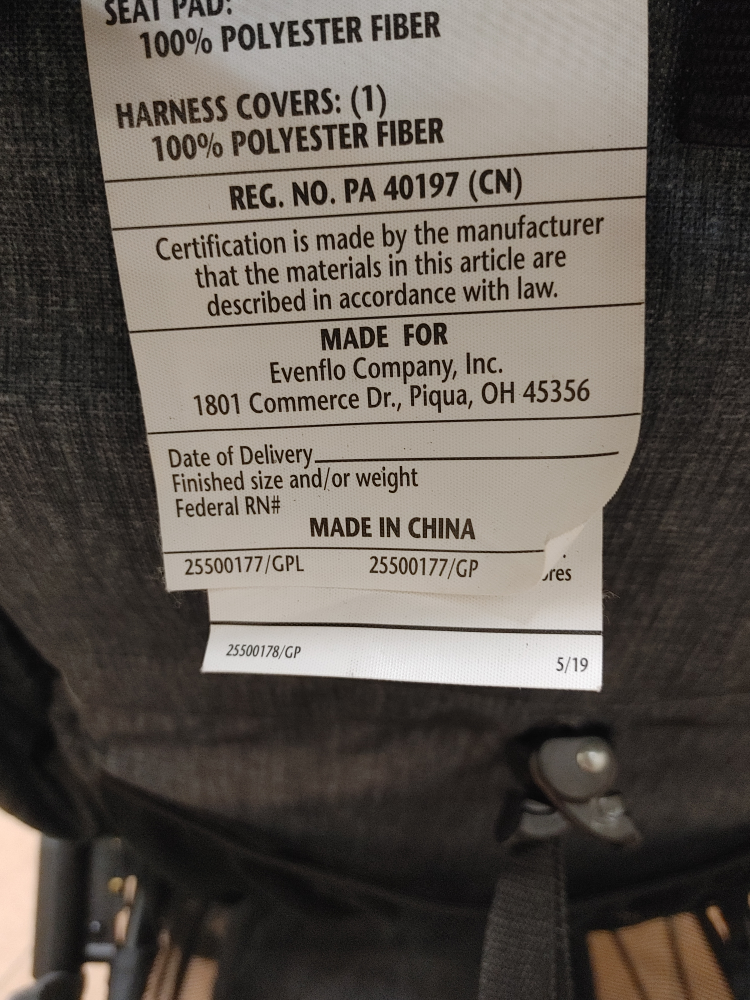 SEAT PAD:
100% POLYESTER FIBER
HARNESS COVERS: (1)
100% POLYESTER FIBER
REG. NO. PA 40197 (CN)
Certification is made by the manufacturer
that the materials in this article are
described in accordance with law.
MADE FOR
Evenflo Company, Inc.
1801 Commerce Dr., Piqua, OH 45356
Date of Delivery
Finished size and/or weight
Federal RN#
MADE IN CHINA
25500177/GPL 25500177/GP
25500178/GP 5/19